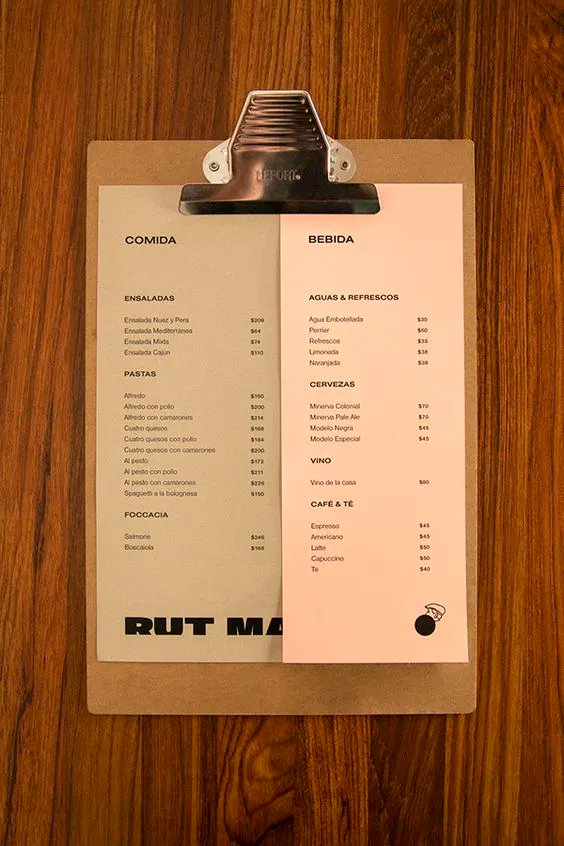 COMIDA
ENSALADAS
Ensalada Nuez y Pera $209
Ensalada Mediterránea $64
Ensalada Mixta $74
Ensalada Cajún $110
PASTAS
Alfredo $160
Alfredo con pollo $200
Alfredo con camarones $214
Cuatro quesos $168
Cuatro quesos con pollo $184
Cuatro quesos con camarones $200
Al pesto $172
Al pesto con pollo $211
Al pesto con camarones $226
Spaguetti a la bolognesa $150
FOCCACIA
Salmone $246
Boscaiola $168
RUT MA
BEBIDA
AGUAS & REFRESCOS
Agua Embotellada $30
Perrier $60
Refrescos $35
Limonada $38
Naranjada $38
CERVEZAS
Minerva Colonial $70
Minerva Pale Ale $70
Modelo Negra $45
Modelo Especial $45
VINO
Vino de la casa $80
CAFÉ & TÉ
Espresso $45
Americano $45
Latte $50
Capuccino $50
Té $40